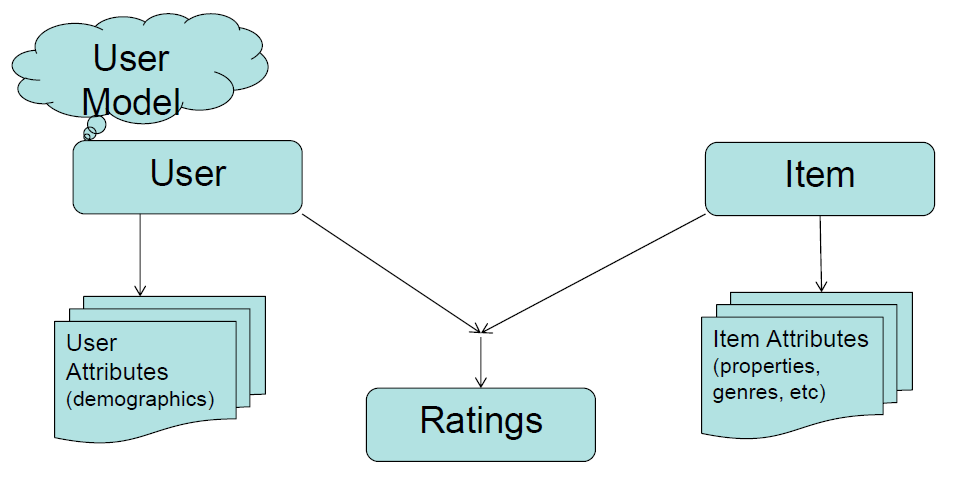 User
Model
User
Item
User
Attributes
(demographics)
Item Attributes
(properties,
genres, etc)
Ratings